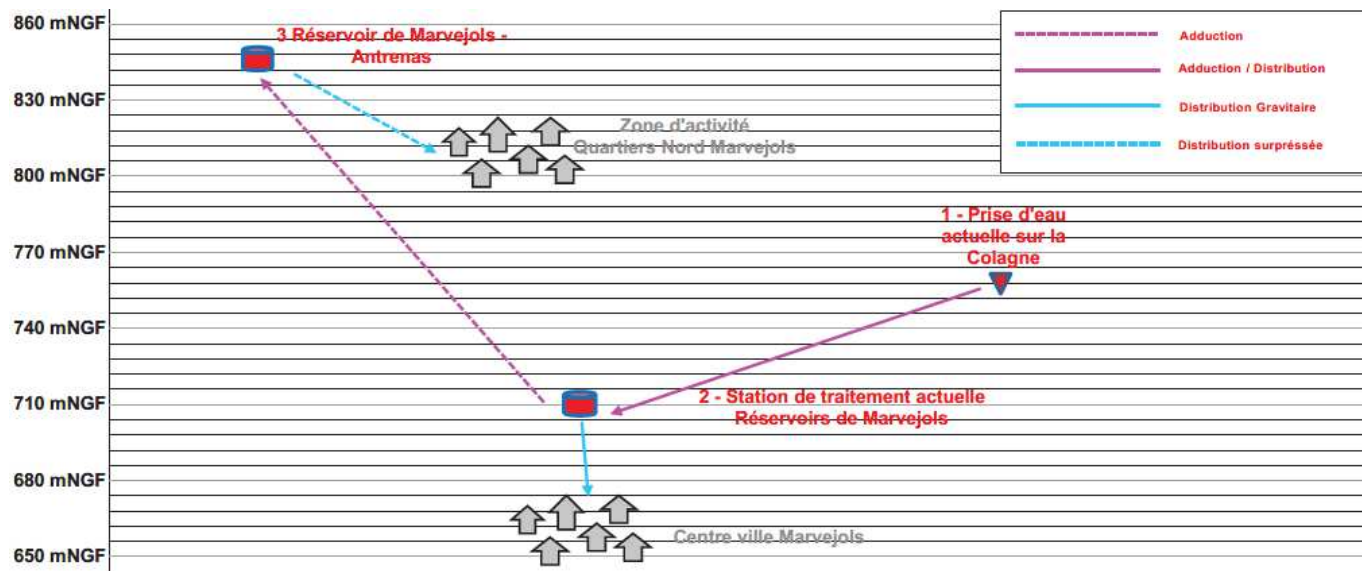 860 mNGF
830 mNGF
800 mNGF
770 mNGF
740 mNGF
710 mNGF
680 mNGF
650 mNGF
3 Réservoir de Marvejols -
Antrenas
Zone d'activité
Quartiers Nord Marvejols
1 - Prise d'eau
actuelle sur la
Colagne
2 - Station de traitement actuelle
Réservoirs de Marvejols
Centre ville Marvejols
Adduction
Adduction / Distribution
Distribution Gravitaire
Distribution surpréssée